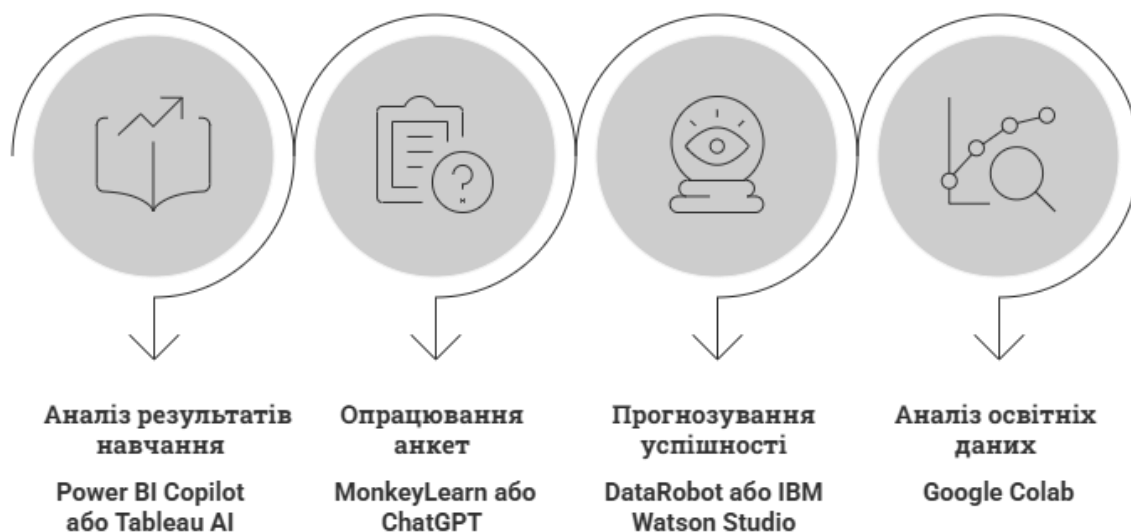 Аналіз результатів
навчання
Power BI Copilot
або Tableau AI
Опрацювання
анкет
MonkeyLearn або
ChatGPT
Прогнозування
успішності
DataRobot або IBM
Watson Studio
Аналіз освітніх
даних
Google Colab